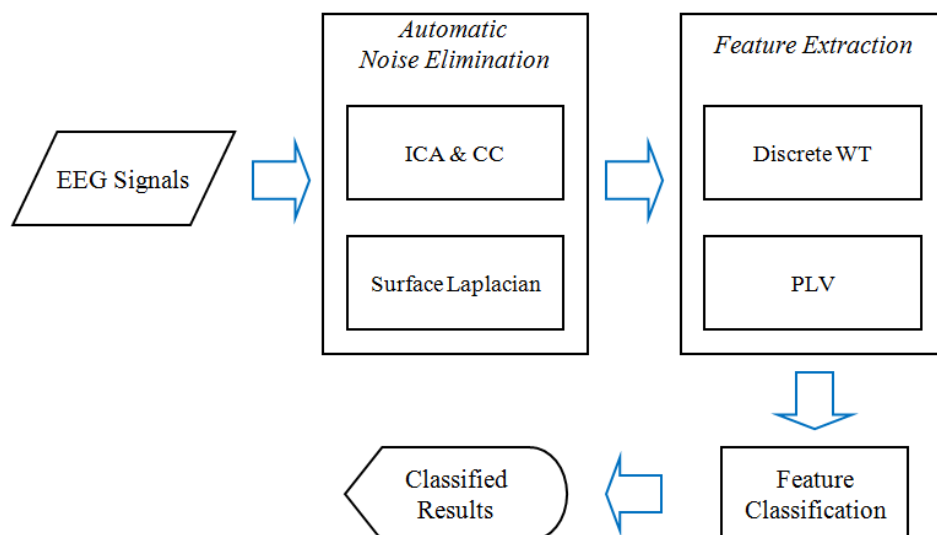 EEG Signals
Automatic
Noise Elimination
ICA & CC
Surface Laplacian
Feature Extraction
Discrete WT
PLV
Feature
Classification
Classified
Results